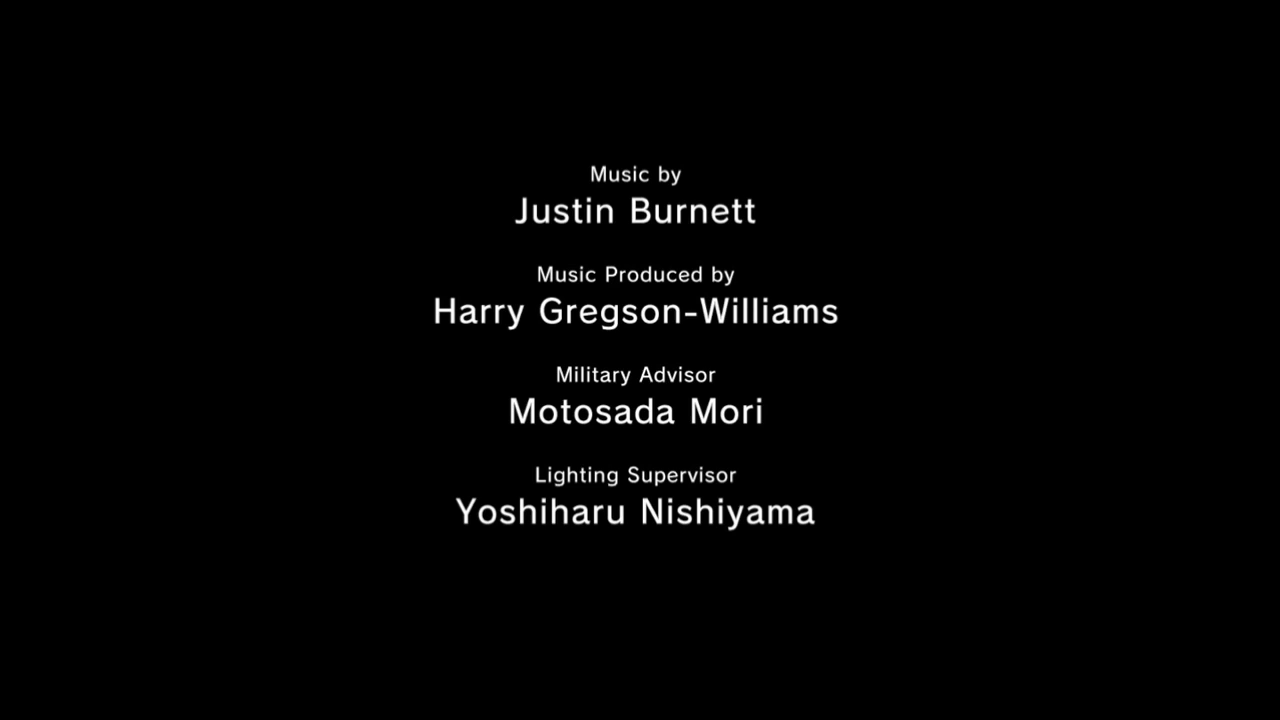 Music by
Justin Burnett
Music Produced by
Harry Gregson-Williams
Military Advisor
Motosada Mori
Lighting Supervisor
Yoshiharu Nishiyama